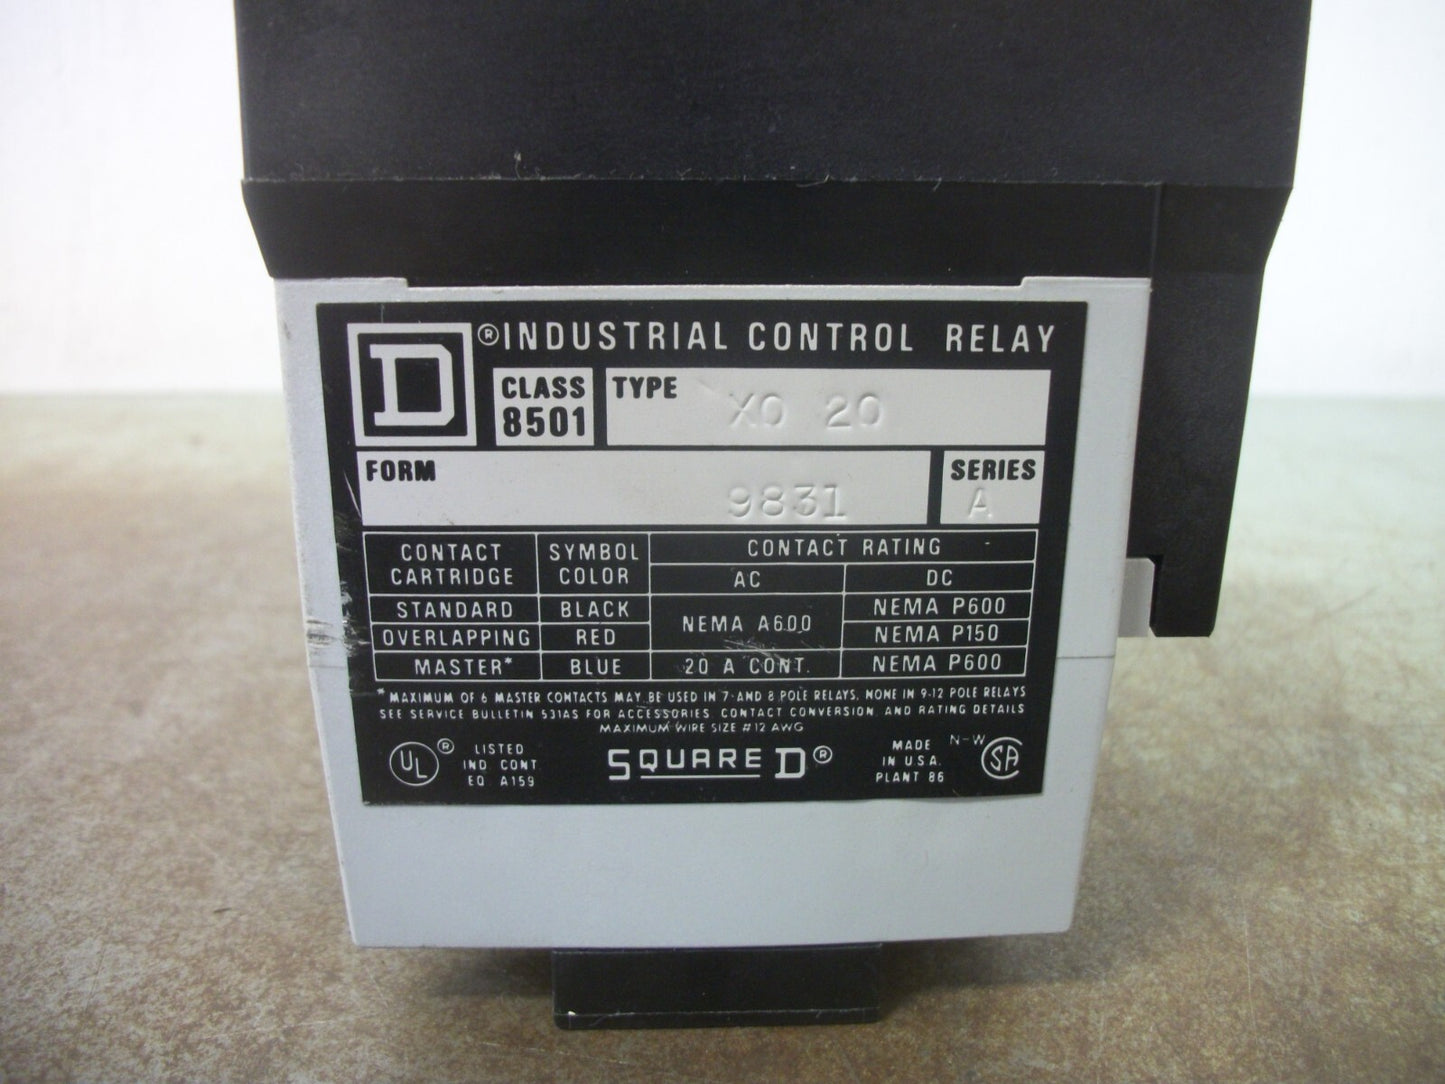 D ® INDUSTRIAL CONTROL RELAY
CLASS 8501 TYPE XO 20
FORM 9831 SERIES A
CONTACT CARTRIDGE SYMBOL COLOR CONTACT RATING
AC DC
STANDARD BLACK NEMA A600 NEMA P600
OVERLAPPING RED NEMA P150
MASTER* BLUE 20 A CONT. NEMA P600
*MAXIMUM OF 6 MASTER CONTACTS MAY BE USED IN 7-AND 8 POLE RELAYS, NONE IN 9-12 POLE RELAYS
SEE SERVICE BULLETIN 531AS FOR ACCESSORIES, CONTACT CONVERSION, AND RATING DETAILS
MAXIMUM WIRE SIZE #12 AWG
UL ® LISTED
IND CONT.
EQ. A159
SQUARE D ®
MADE
IN U.S.A.
PLANT 86
N-W
SA